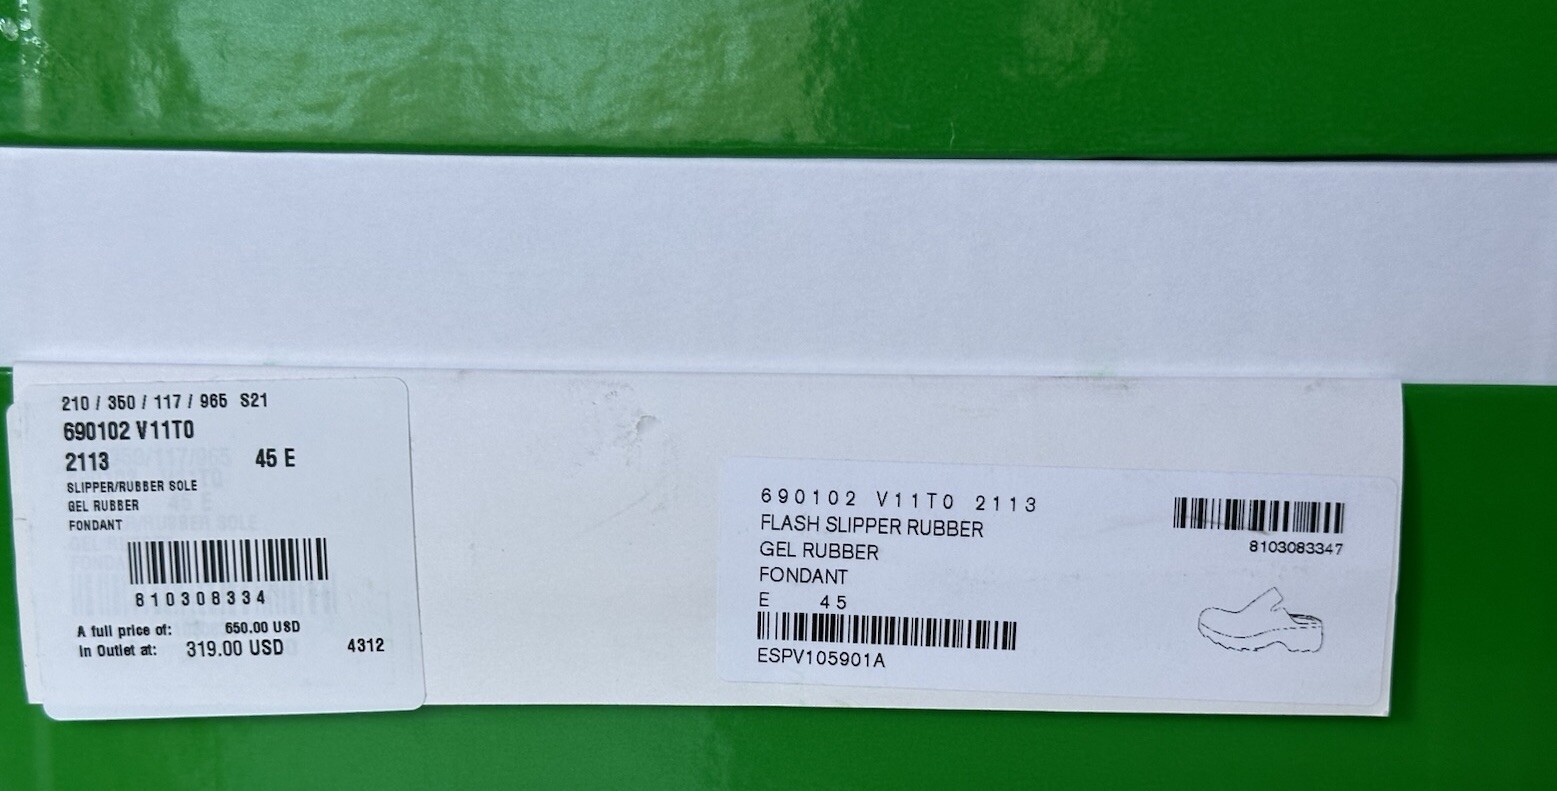 210 / 350 / 117 / 965 S21
690102 V11T0
2113 45 E
SLIPPER/RUBBER SOLE
GEL RUBBER
FONDANT
810308334
A full price of: 650.00 USD
In Outlet at: 319.00 USD 4312
690102 V11T0 2113
FLASH SLIPPER RUBBER
GEL RUBBER
FONDANT
E 45
ESPV105901A
8103083347